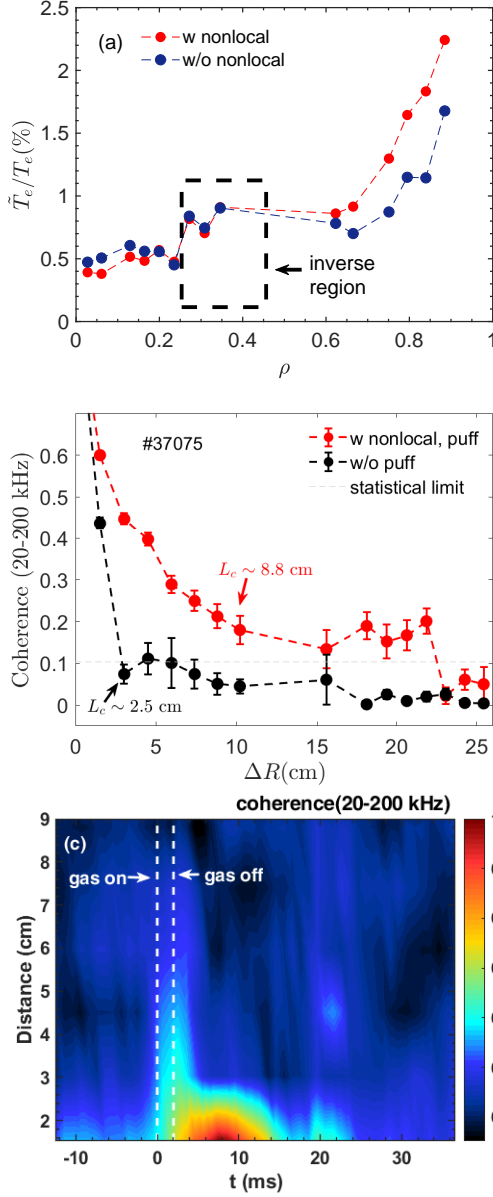 2.5
(a)
w nonlocal
w/o nonlocal
2
1.5
T̃e/Te(%)
1
0.5
inverse
region
0
0 0.2 0.4 0.6 0.8 1
ρ
#37075
w nonlocal, puff
w/o puff
statistical limit
0.6
0.5
0.4
Coherence (20-200 kHz)
0.3
Lc ~ 8.8 cm
0.2
0.1
Lc ~ 2.5 cm
0
0 5 10 15 20 25
ΔR(cm)
coherence(20-200 kHz)
9
(c)
8
gas on
gas off
7
6
Distance (cm)
5
4
3
2
-10 0 10 20 30
t (ms)